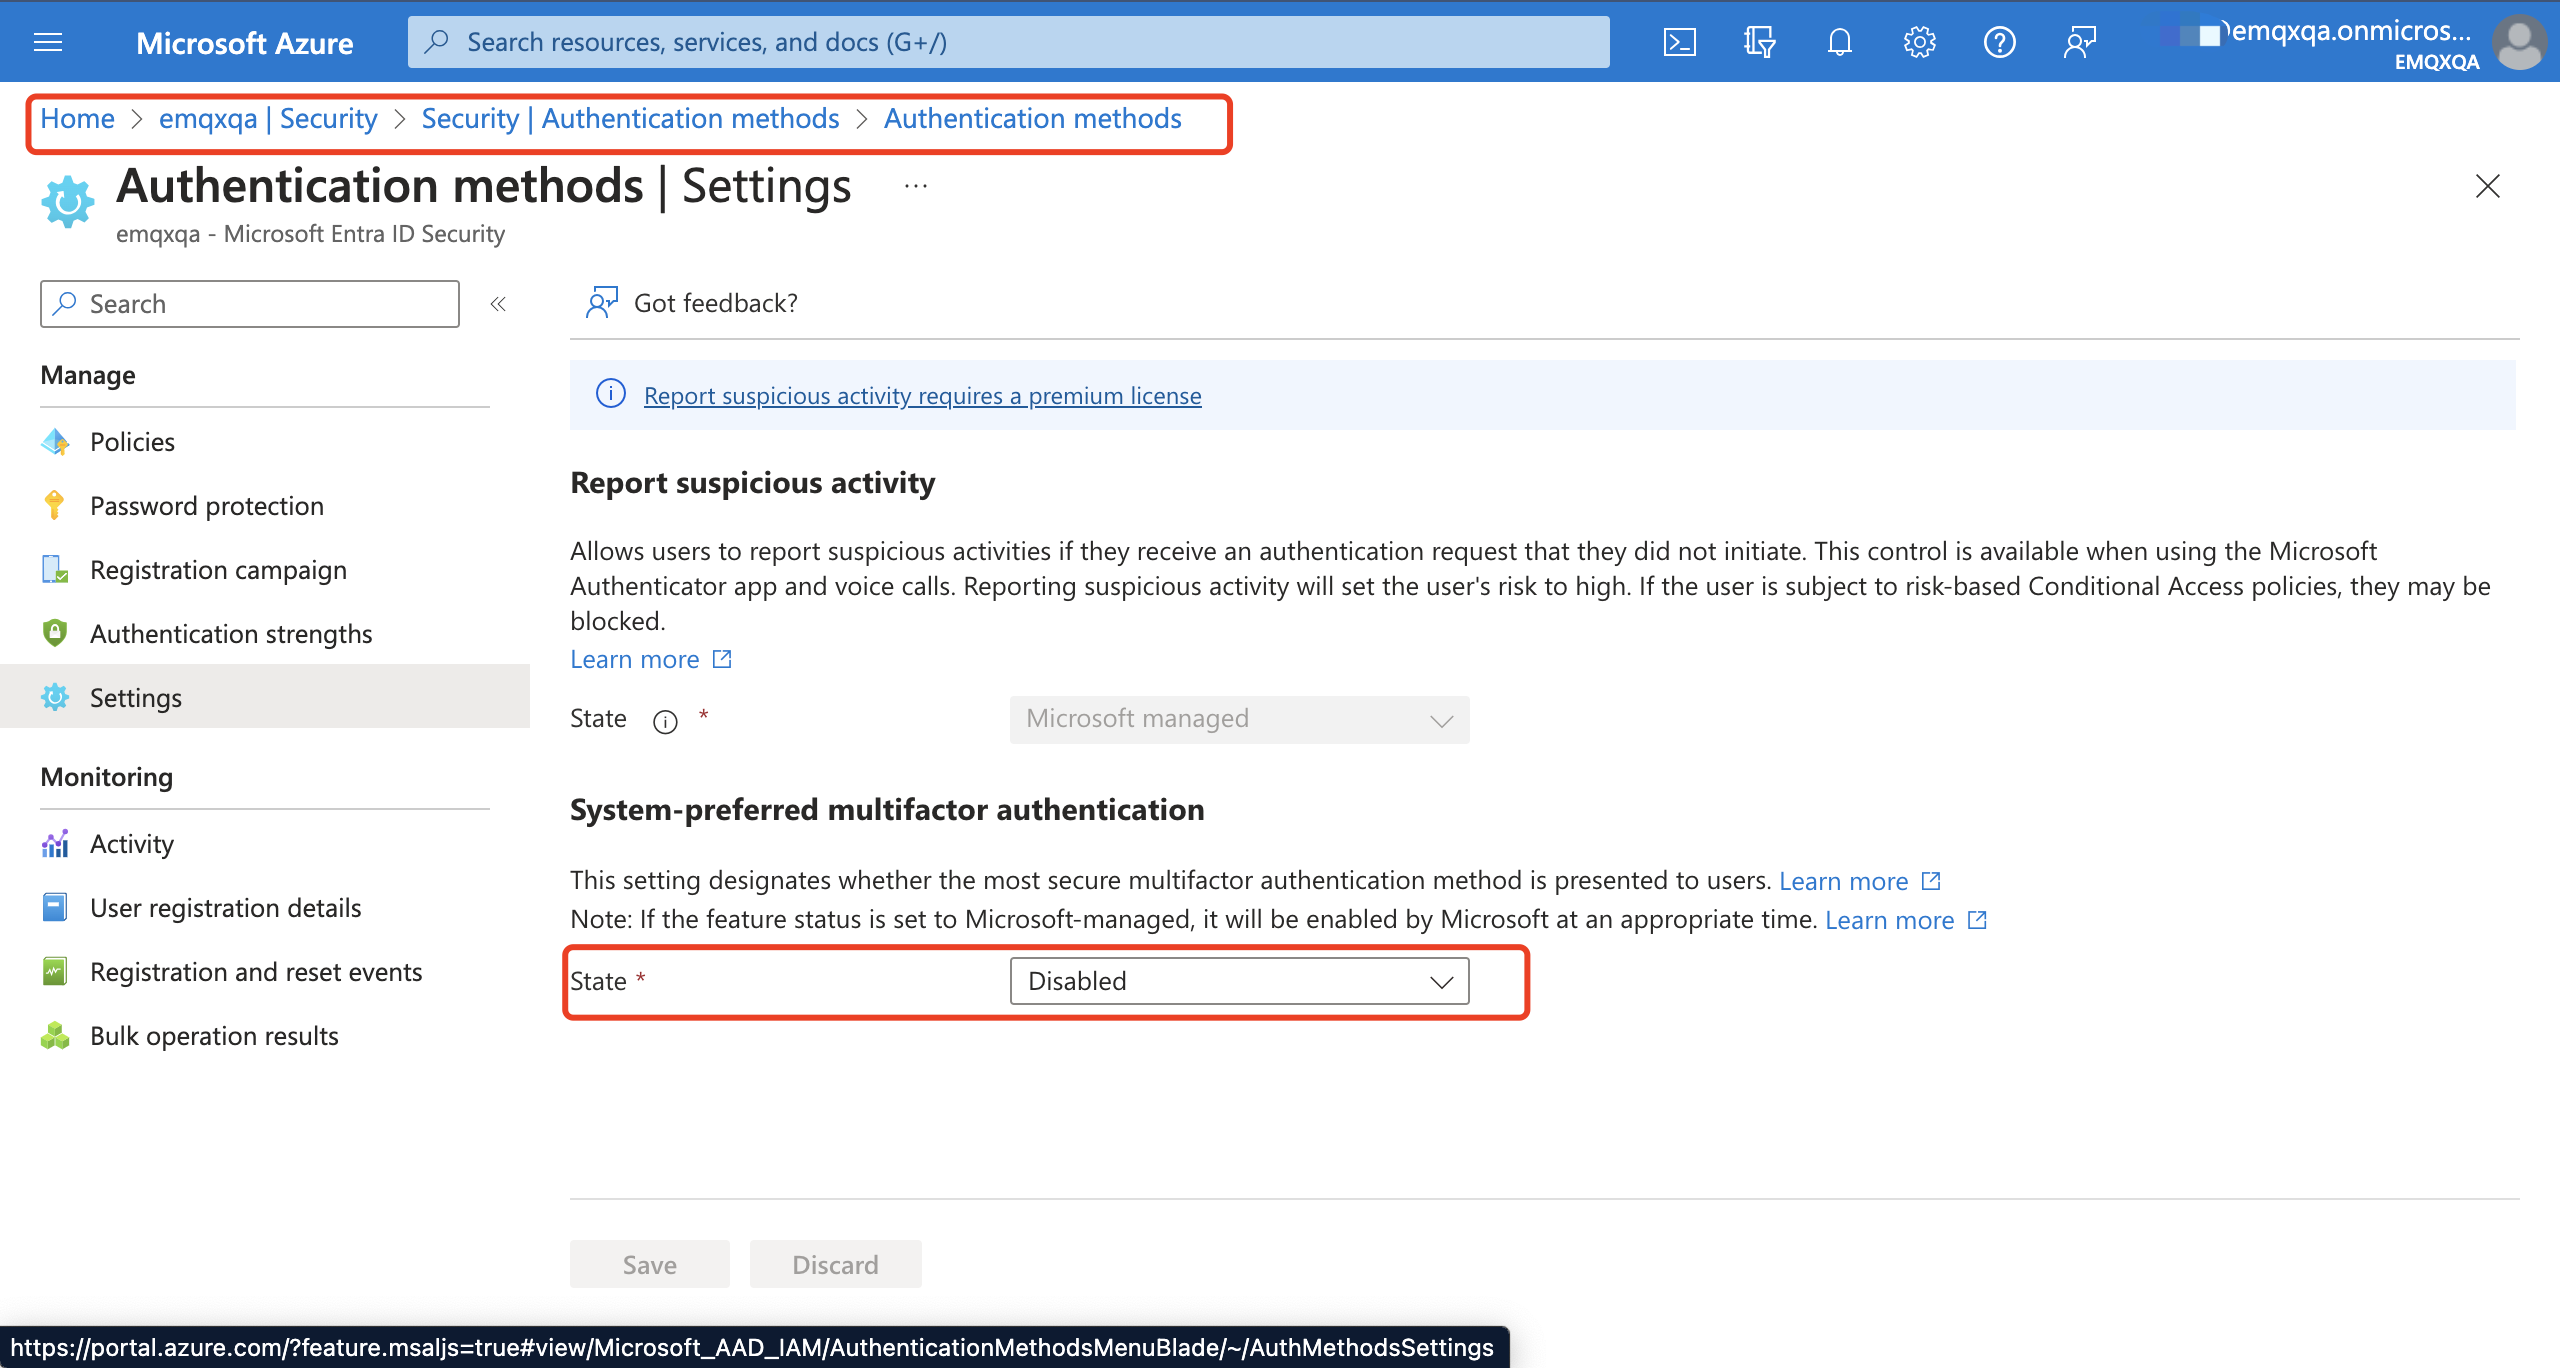 Microsoft Azure
Search resources, services, and docs (G+/)
emqxqa.onmicros...
EMQXQA
Home > emqxqa | Security > Security | Authentication methods > Authentication methods
Authentication methods | Settings ...
emqxqa - Microsoft Entra ID Security
Search
Got feedback?
Manage
Policies
Password protection
Registration campaign
Authentication strengths
Settings
Monitoring
Activity
User registration details
Registration and reset events
Bulk operation results
Report suspicious activity requires a premium license
Report suspicious activity
Allows users to report suspicious activities if they receive an authentication request that they did not initiate. This control is available when using the Microsoft
Authenticator app and voice calls. Reporting suspicious activity will set the user's risk to high. If the user is subject to risk-based Conditional Access policies, they may be
blocked.
Learn more
State * Microsoft managed
System-preferred multifactor authentication
This setting designates whether the most secure multifactor authentication method is presented to users. Learn more
Note: If the feature status is set to Microsoft-managed, it will be enabled by Microsoft at an appropriate time. Learn more
State * Disabled
Save Discard
https://portal.azure.com/?feature.msaljs=true#view/Microsoft_AAD_IAM/AuthenticationMethodsMenuBlade/~/AuthMethodsSettings